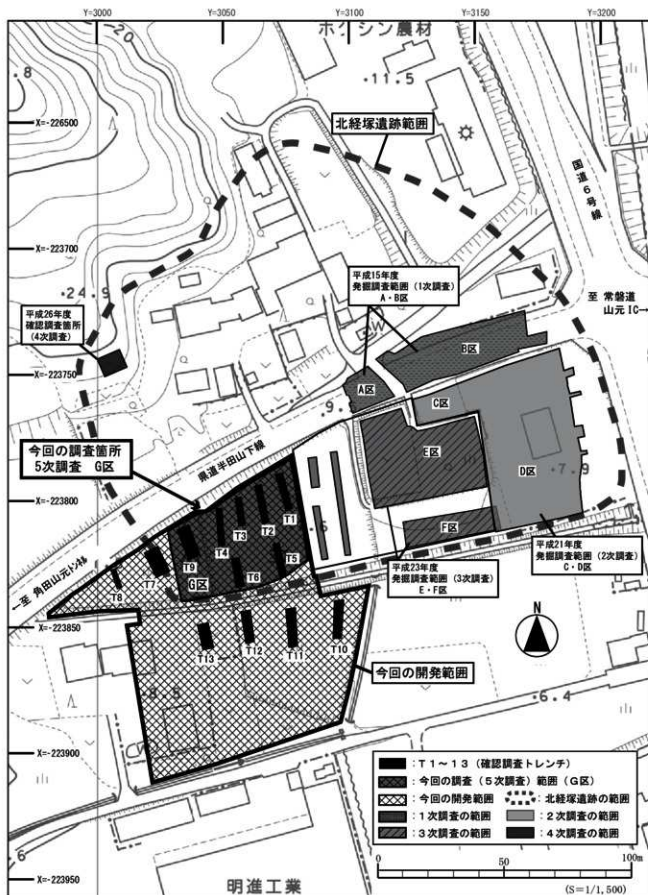 Y=3000
Y=3050
Y=3100
Y=3150
Y=3200
ホクシン農材
-20
.8
・11.5
X=-226500
北経塚遺跡範囲
国道6号線
X=-223700
平成15年度
発掘調査範囲(1次調査)
A・B区
・24.9
至 常磐道
山元IC→
平成26年度
確認調査箇所
(4次調査)
B区
X=-223750
A区
C区
・9.
今回の調査箇所
5次調査 G区
県道半田山下線
E区
D区
・7.9
X=-223800
T1
T2
T3
T4
F区
T5
T9
G区
T6
平成21年度
発掘調査範囲(2次調査)
C・D区
平成23年度
発掘調査範囲(3次調査)
E・F区
←至 角田山元トンネル
T7
T8
X=-223850
N
T13
T12
T11
T10
今回の開発範囲
・8.5
・6.4
X=-223900
:T1~13(確認調査トレンチ)
:今回の調査(5次調査)範囲(G区)
:今回の開発範囲
:北経塚遺跡の範囲
:1次調査の範囲
:2次調査の範囲
:3次調査の範囲
:4次調査の範囲
0
50
100m
(S=1/1,500)
X=-223950
明進工業